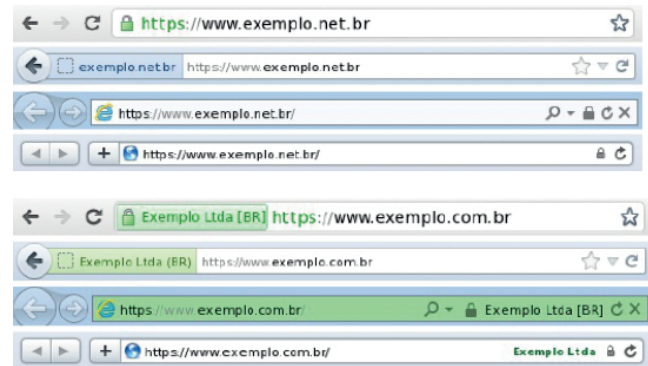 https://www.exemplo.net.br
exemplo.net.br https://www.exemplo.net.br
https://www.exemplo.net.br/
https://www.exemplo.net.br/
Exemplo Ltda [BR] https://www.exemplo.com.br
Exemplo Ltda (BR) https://www.exemplo.com.br
https://www.exemplo.com.br/ Exemplo Ltda [BR]
https://www.exemplo.com.br/ Exemplo Ltda